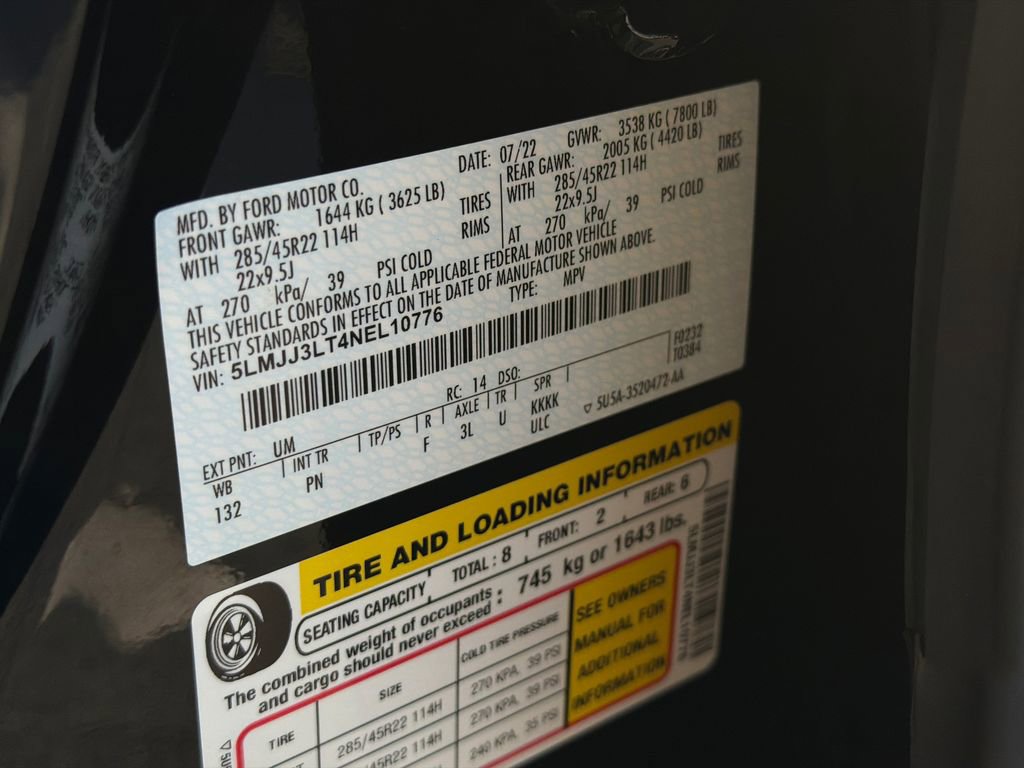 MFD. BY FORD MOTOR CO. DATE: 07/22 GVWR: 3538 KG ( 7800 LB)
FRONT GAWR: 1644 KG ( 3625 LB) REAR GAWR: 2005 KG ( 4420 LB)
WITH 285/45R22 114H TIRES WITH 285/45R22 114H TIRES
22x9.5J RIMS 22x9.5J RIMS
AT 270 kPa/ 39 PSI COLD AT 270 kPa/ 39 PSI COLD
THIS VEHICLE CONFORMS TO ALL APPLICABLE FEDERAL MOTOR VEHICLE
SAFETY STANDARDS IN EFFECT ON THE DATE OF MANUFACTURE SHOWN ABOVE.
VIN: 5LMJJ3LT4NEL10776 TYPE: MPV
F0232
T0384
EXT PNT: UM RC: 14 DSO:
WB INT TR TP/PS R AXLE TR SPR
132 PN F 3L U KKKK
ULC
▽ 5U5A-3520472-AA
TIRE AND LOADING INFORMATION
SEATING CAPACITY TOTAL : 8 FRONT: 2 REAR: 6
The combined weight of occupants
and cargo should never exceed : 745 kg or 1643 lbs.
TIRE SIZE COLD TIRE PRESSURE
285/45R22 114H 270 KPA, 39 PSI
/45R22 114H 270 KPA, 39 PSI
240 KPA, 35 PSI
SEE OWNERS
MANUAL FOR
ADDITIONAL
INFORMATION